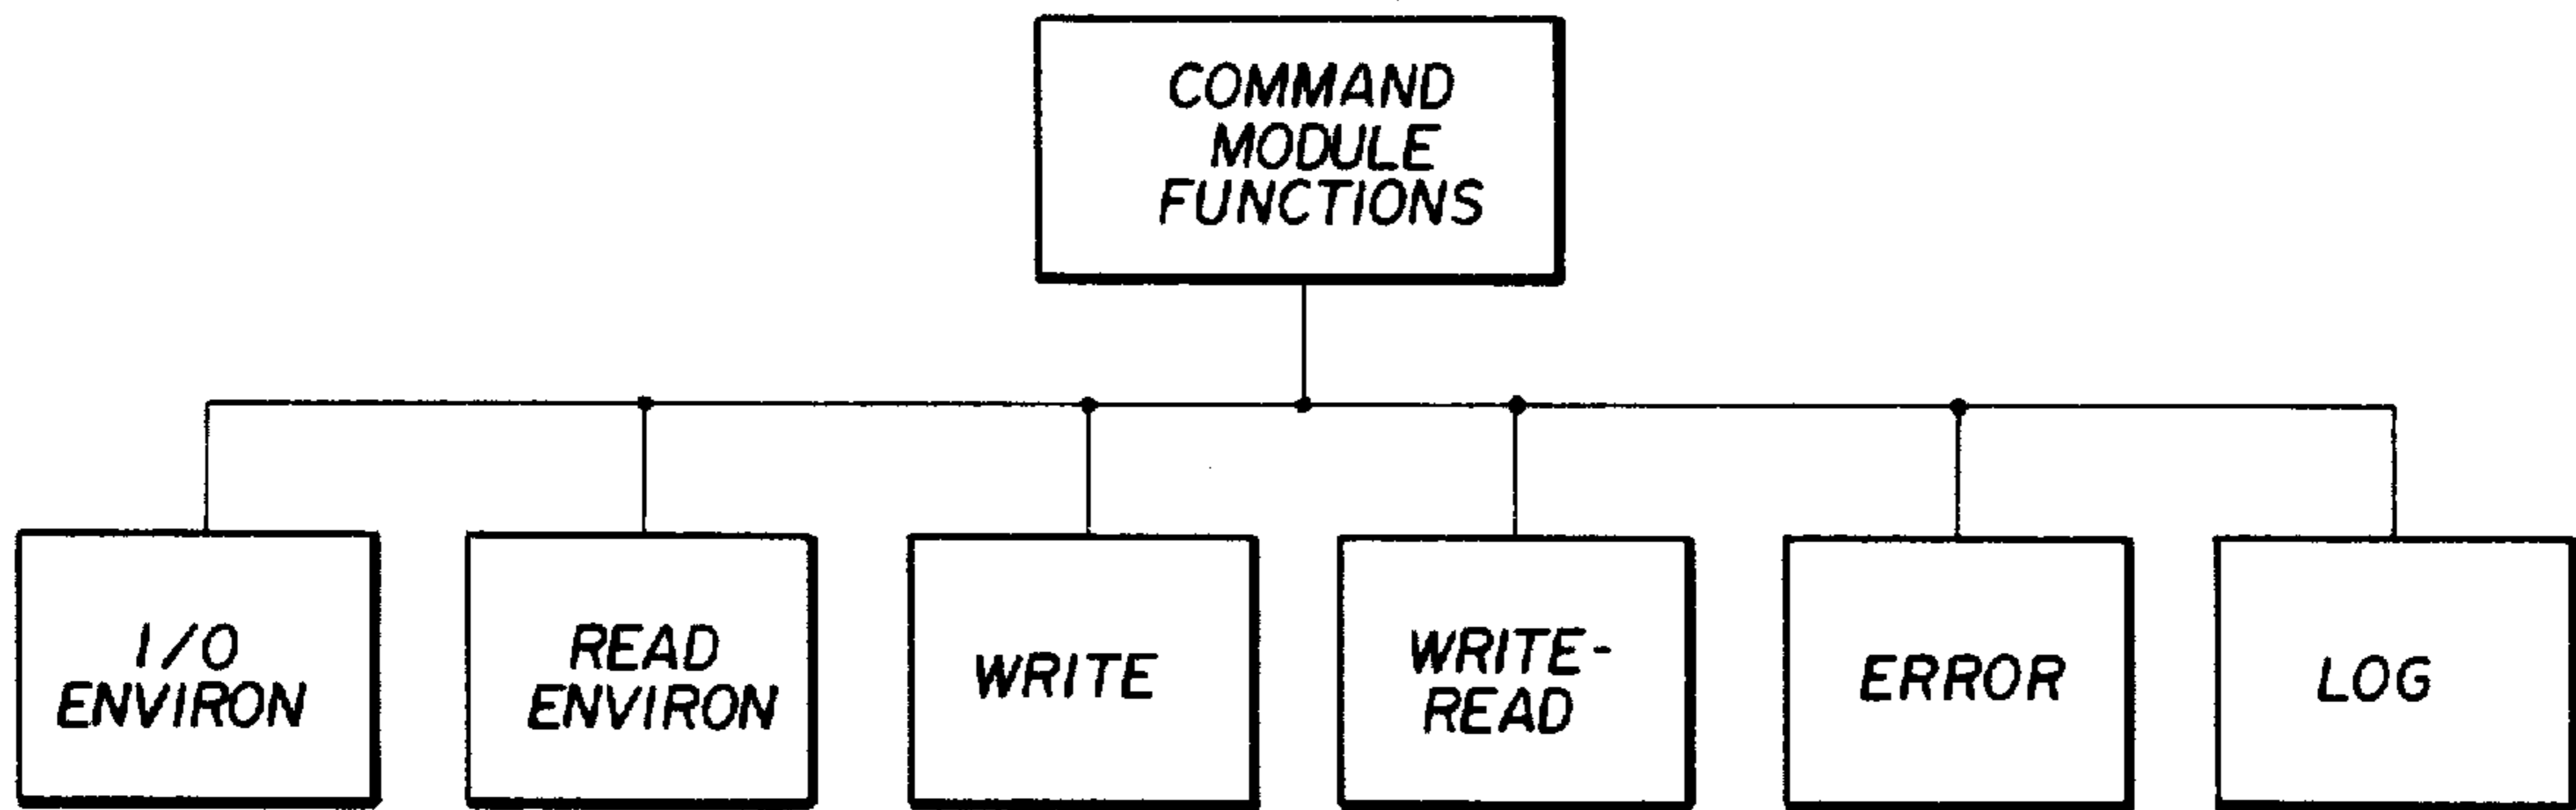 COMMAND
MODULE
FUNCTIONS
I/O
ENVIRON
READ
ENVIRON
WRITE
WRITE-
READ
ERROR
LOG